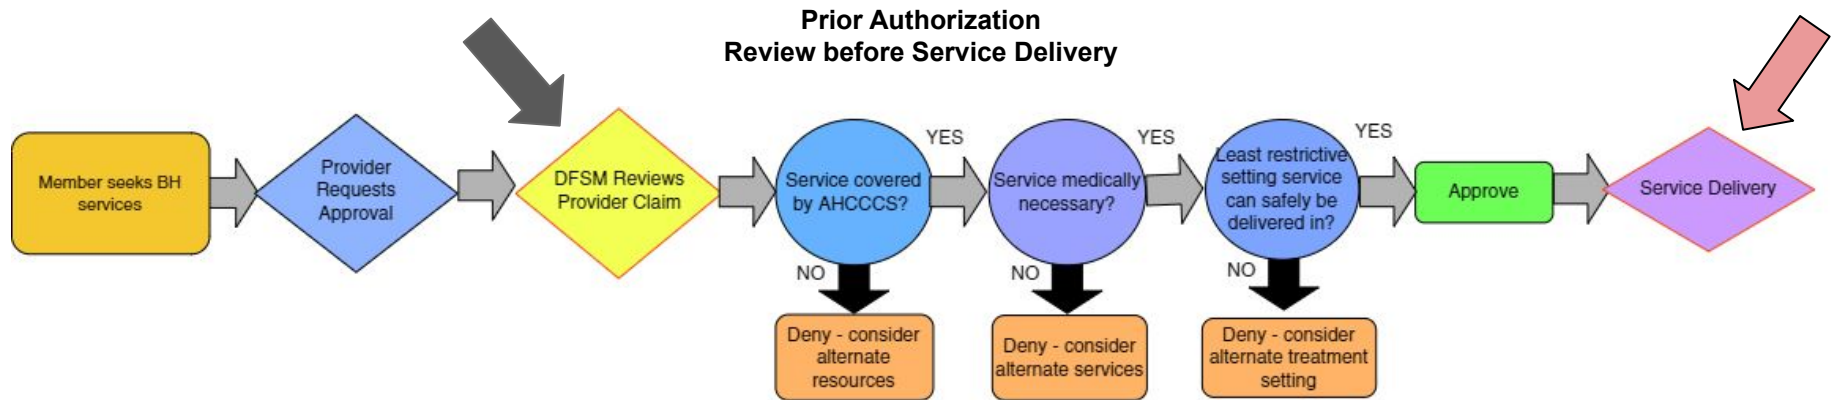 Prior Authorization
Review before Service Delivery
Member seeks BH
services
Provider
Requests
Approval
DFSM Reviews
Provider Claim
Service covered
by AHCCCS?
YES
NO
Deny - consider
alternate
resources
Service medically
necessary?
YES
NO
Deny - consider
alternate services
Least restrictive
setting service
can safely be
delivered in?
YES
NO
Deny - consider
alternate treatment
setting
Approve
Service Delivery